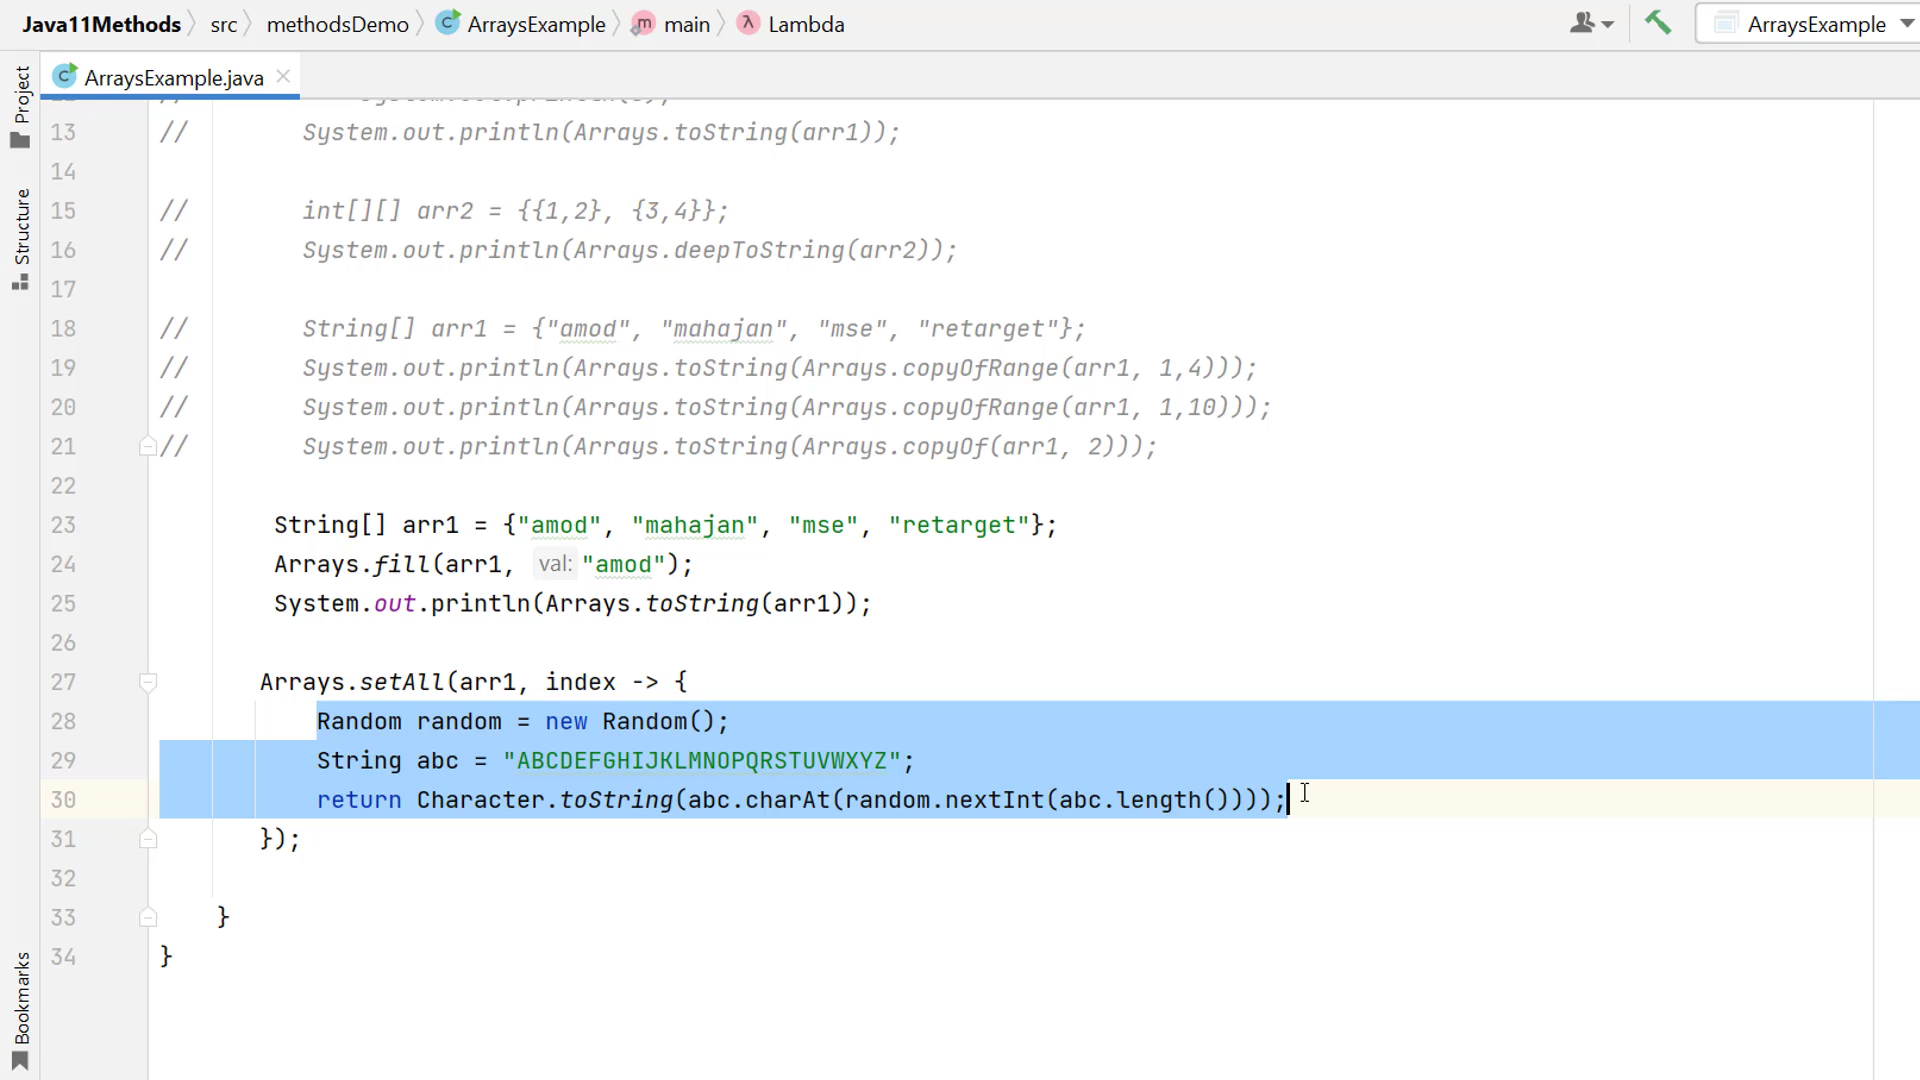 Java11Methods src methodsDemo ArraysExample main Lambda ArraysExample
ArraysExample.java
Project
Structure
Bookmarks
13 // System.out.println(Arrays.toString(arr1));
14
15 // int[][] arr2 = {{1,2}, {3,4}};
16 // System.out.println(Arrays.deepToString(arr2));
17
18 // String[] arr1 = {"amod", "mahajan", "mse", "retarget"};
19 // System.out.println(Arrays.toString(Arrays.copyOfRange(arr1, 1,4)));
20 // System.out.println(Arrays.toString(Arrays.copyOfRange(arr1, 1,10)));
21 // System.out.println(Arrays.toString(Arrays.copyOf(arr1, 2)));
22
23 String[] arr1 = {"amod", "mahajan", "mse", "retarget"};
24 Arrays.fill(arr1, val: "amod");
25 System.out.println(Arrays.toString(arr1));
26
27 Arrays.setAll(arr1, index -> {
28 Random random = new Random();
29 String abc = "ABCDEFGHIJKLMNOPQRSTUVWXYZ";
30 return Character.toString(abc.charAt(random.nextInt(abc.length())));
31 });
32
33 }
34 }